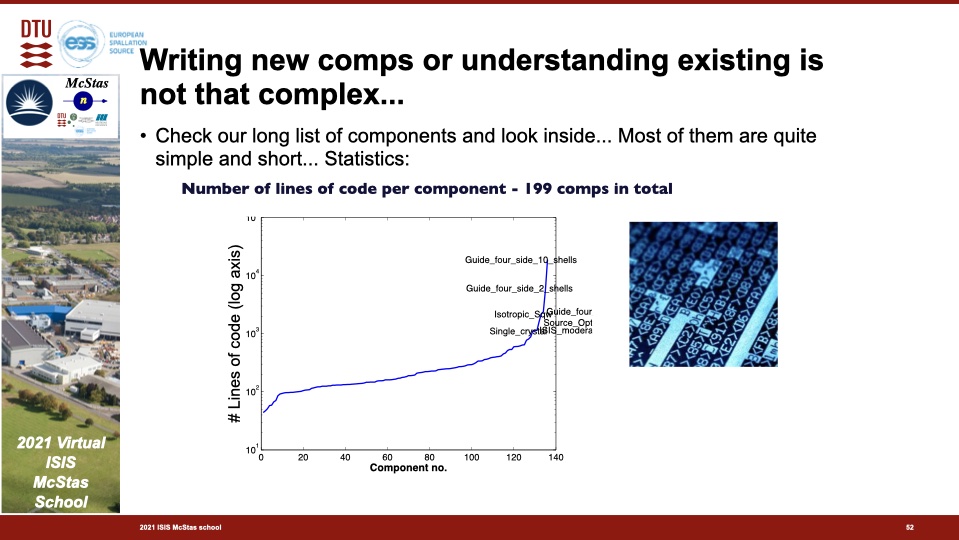 DTU
ess
EUROPEAN
SPALLATION
SOURCE
McStas
n
DTU
Writing new comps or understanding existing is
not that complex...
• Check our long list of components and look inside... Most of them are quite
simple and short... Statistics:
Number of lines of code per component - 199 comps in total
# Lines of code (log axis)
10
10^4
10^3
10^2
10^1
Guide_four_side_10_shells
Guide_four_side_2_shells
Guide_four
Source_Opt
ISIS_modera
0 20 40 60 80 100 120 140
Component no.
2021 Virtual
ISIS
McStas
School
2021 ISIS McStas school
52